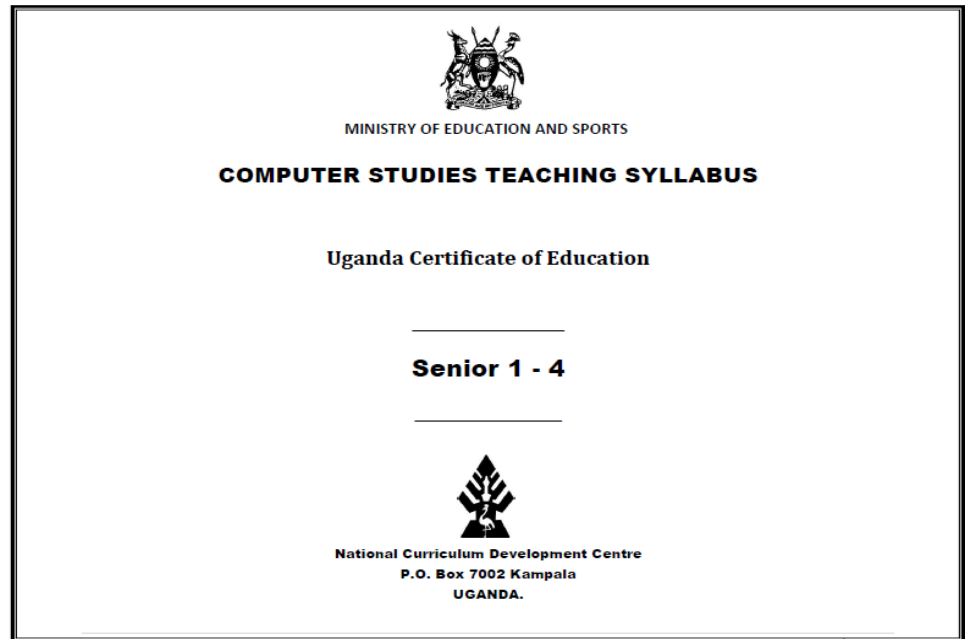 MINISTRY OF EDUCATION AND SPORTS
COMPUTER STUDIES TEACHING SYLLABUS
Uganda Certificate of Education
Senior 1 - 4
National Curriculum Development Centre
P.O. Box 7002 Kampala
UGANDA.